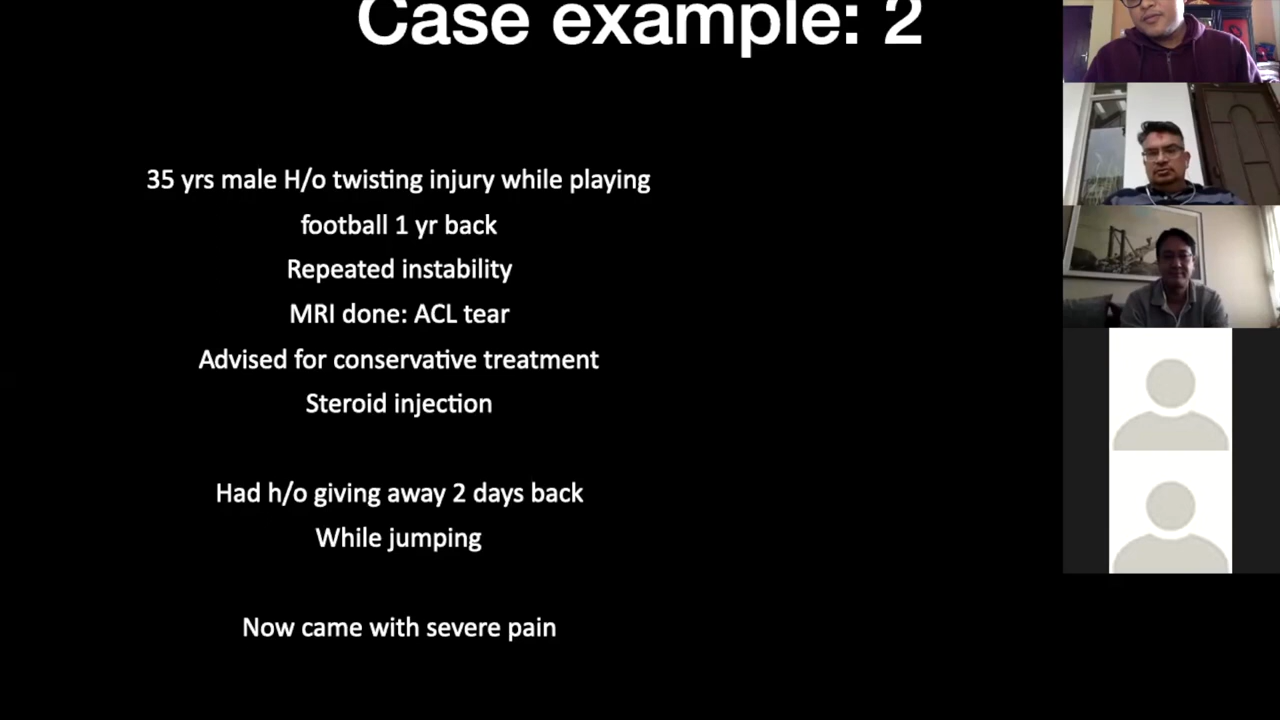 Case example: 2
35 yrs male H/o twisting injury while playing
football 1 yr back
Repeated instability
MRI done: ACL tear
Advised for conservative treatment
Steroid injection
Had h/o giving away 2 days back
While jumping
Now came with severe pain